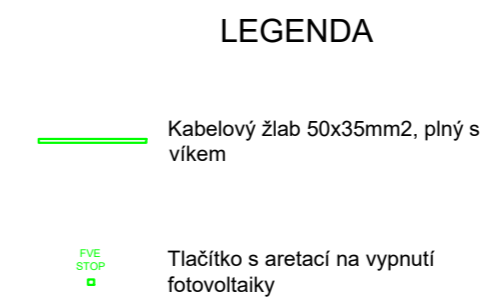 LEGENDA
Kabelový žlab 50x35mm2, plný s
víkem
FVE
STOP
Tlačítko s aretací na vypnutí
fotovoltaiky